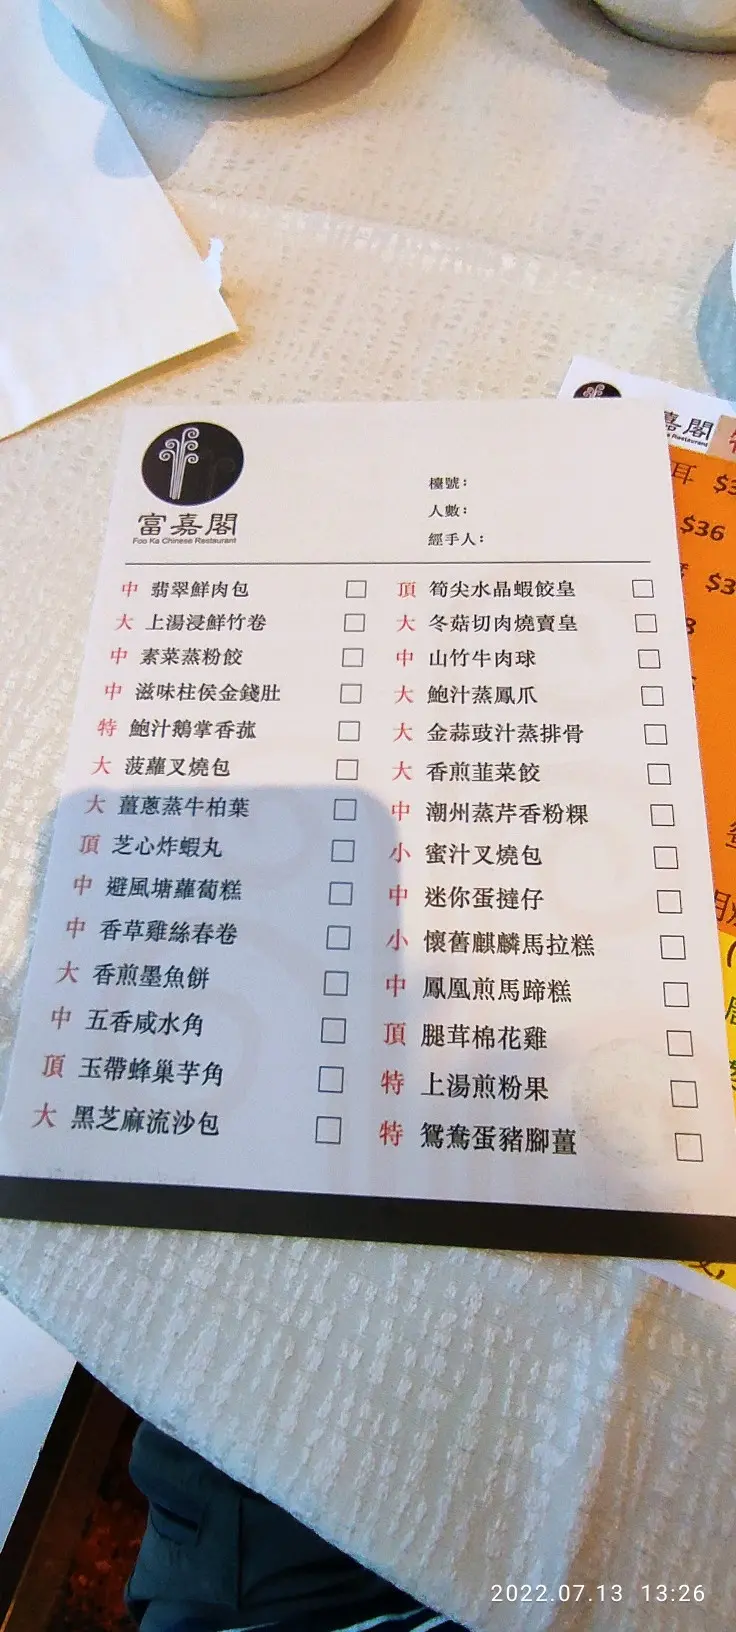 富嘉閣
Foo Ka Chinese Restaurant
檯號：
人數：
經手人：
中 翡翠鮮肉包
大 上湯浸鮮竹卷
中 素菜蒸粉餃
中 滋味柱侯金錢肚
特 鮑汁鵝掌香菰
大 菠蘿叉燒包
大 薑蔥蒸牛柏葉
頂 芝心炸蝦丸
中 避風塘蘿蔔糕
中 香草雞絲春卷
大 香煎墨魚餅
中 五香咸水角
頂 玉帶蜂巢芋角
大 黑芝麻流沙包
頂 筍尖水晶蝦餃皇
大 冬菇切肉燒賣皇
中 山竹牛肉球
大 鮑汁蒸鳳爪
大 金蒜豉汁蒸排骨
大 香煎韮菜餃
中 潮州蒸芹香粉粿
小 蜜汁叉燒包
中 迷你蛋撻仔
小 懷舊麒麟馬拉糕
中 鳳凰煎馬蹄糕
頂 腿茸棉花雞
特 上湯煎粉果
特 鴛鴦蛋豬腳薑
嘉閣
Restaurant
耳 $3
$36
$3
2022.07.13 13:26